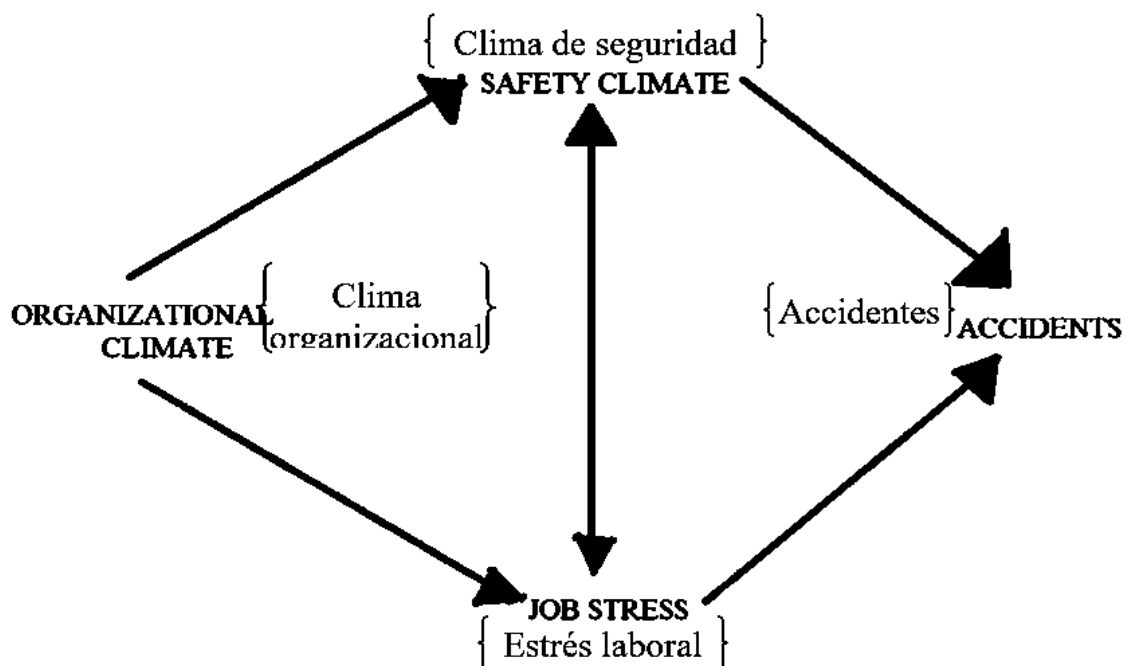 { Clima de seguridad }
SAFETY CLIMATE
ORGANIZATIONAL
CLIMATE
{ Clima
organizacional }
{Accidentes}
ACCIDENTS
JOB STRESS
{ Estrés laboral }